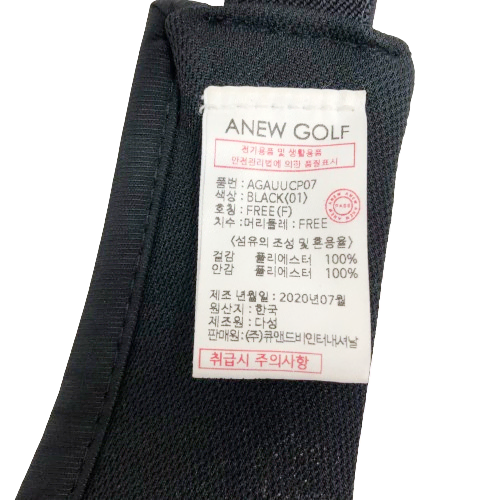 ANEW GOLF
전기용품 및 생활용품
안전관리법에 의한 품질표시
품번 : AGAUUCP07
색상 : BLACK(01)
호칭 : FREE(F)
치수 : 머리둘레 : FREE
〈섬유의 조성 및 혼용율〉
겉감 폴리에스터 100%
안감 폴리에스터 100%
제조 년월일 : 2020년07월
원산지 : 한국
제조원 : 다성
판매원 : (주)큐앤드비인터내셔날
취급시 주의사항